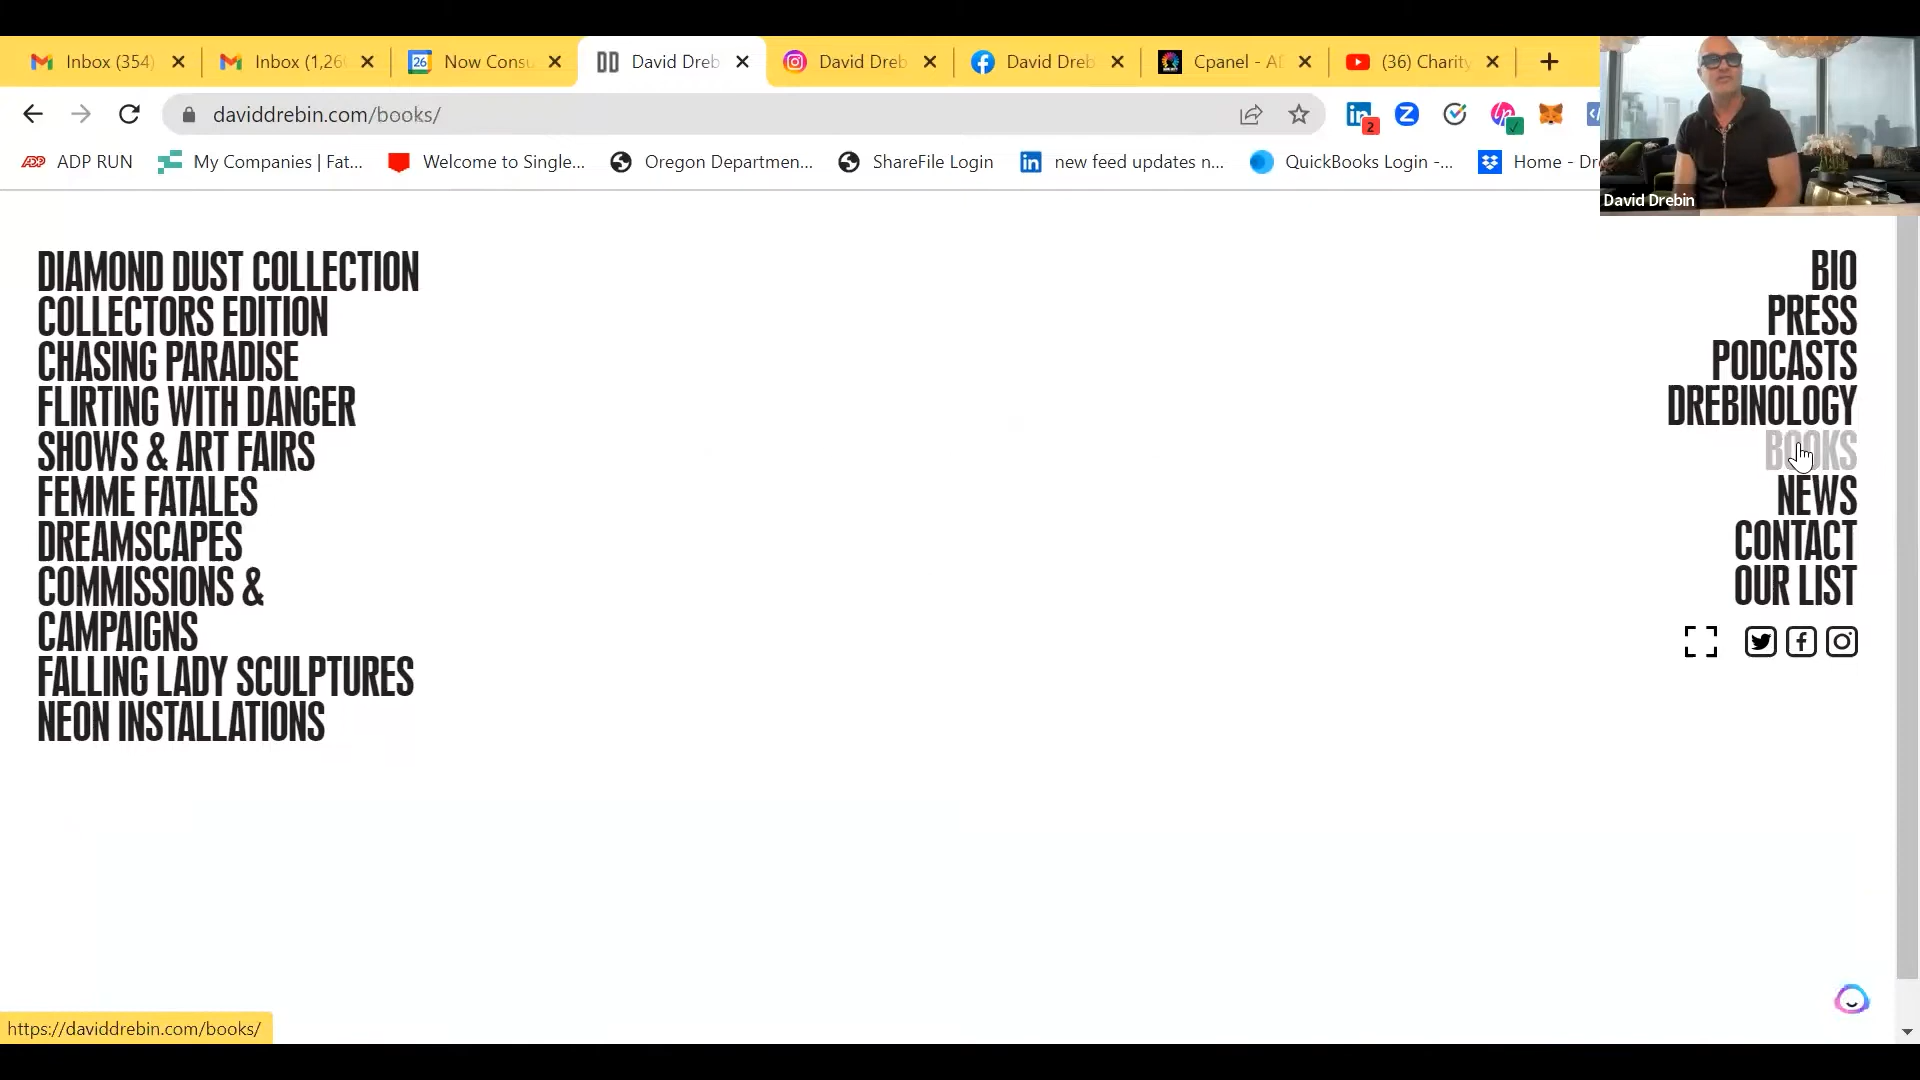 Inbox (354)
Inbox (1,26
Now Consu
David Dreb
David Dreb
David Dreb
Cpanel - Al
(36) Charity
daviddrebin.com/books/
2
ADP RUN
My Companies | Fat...
Welcome to Single...
Oregon Departmen...
ShareFile Login
new feed updates n...
QuickBooks Login -...
Home - Dr
David Drebin
DIAMOND DUST COLLECTION
COLLECTORS EDITION
CHASING PARADISE
FLIRTING WITH DANGER
SHOWS & ART FAIRS
FEMME FATALES
DREAMSCAPES
COMMISSIONS &
CAMPAIGNS
FALLING LADY SCULPTURES
NEON INSTALLATIONS
BIO
PRESS
PODCASTS
DREBINOLOGY
BOOKS
NEWS
CONTACT
OUR LIST
https://daviddrebin.com/books/